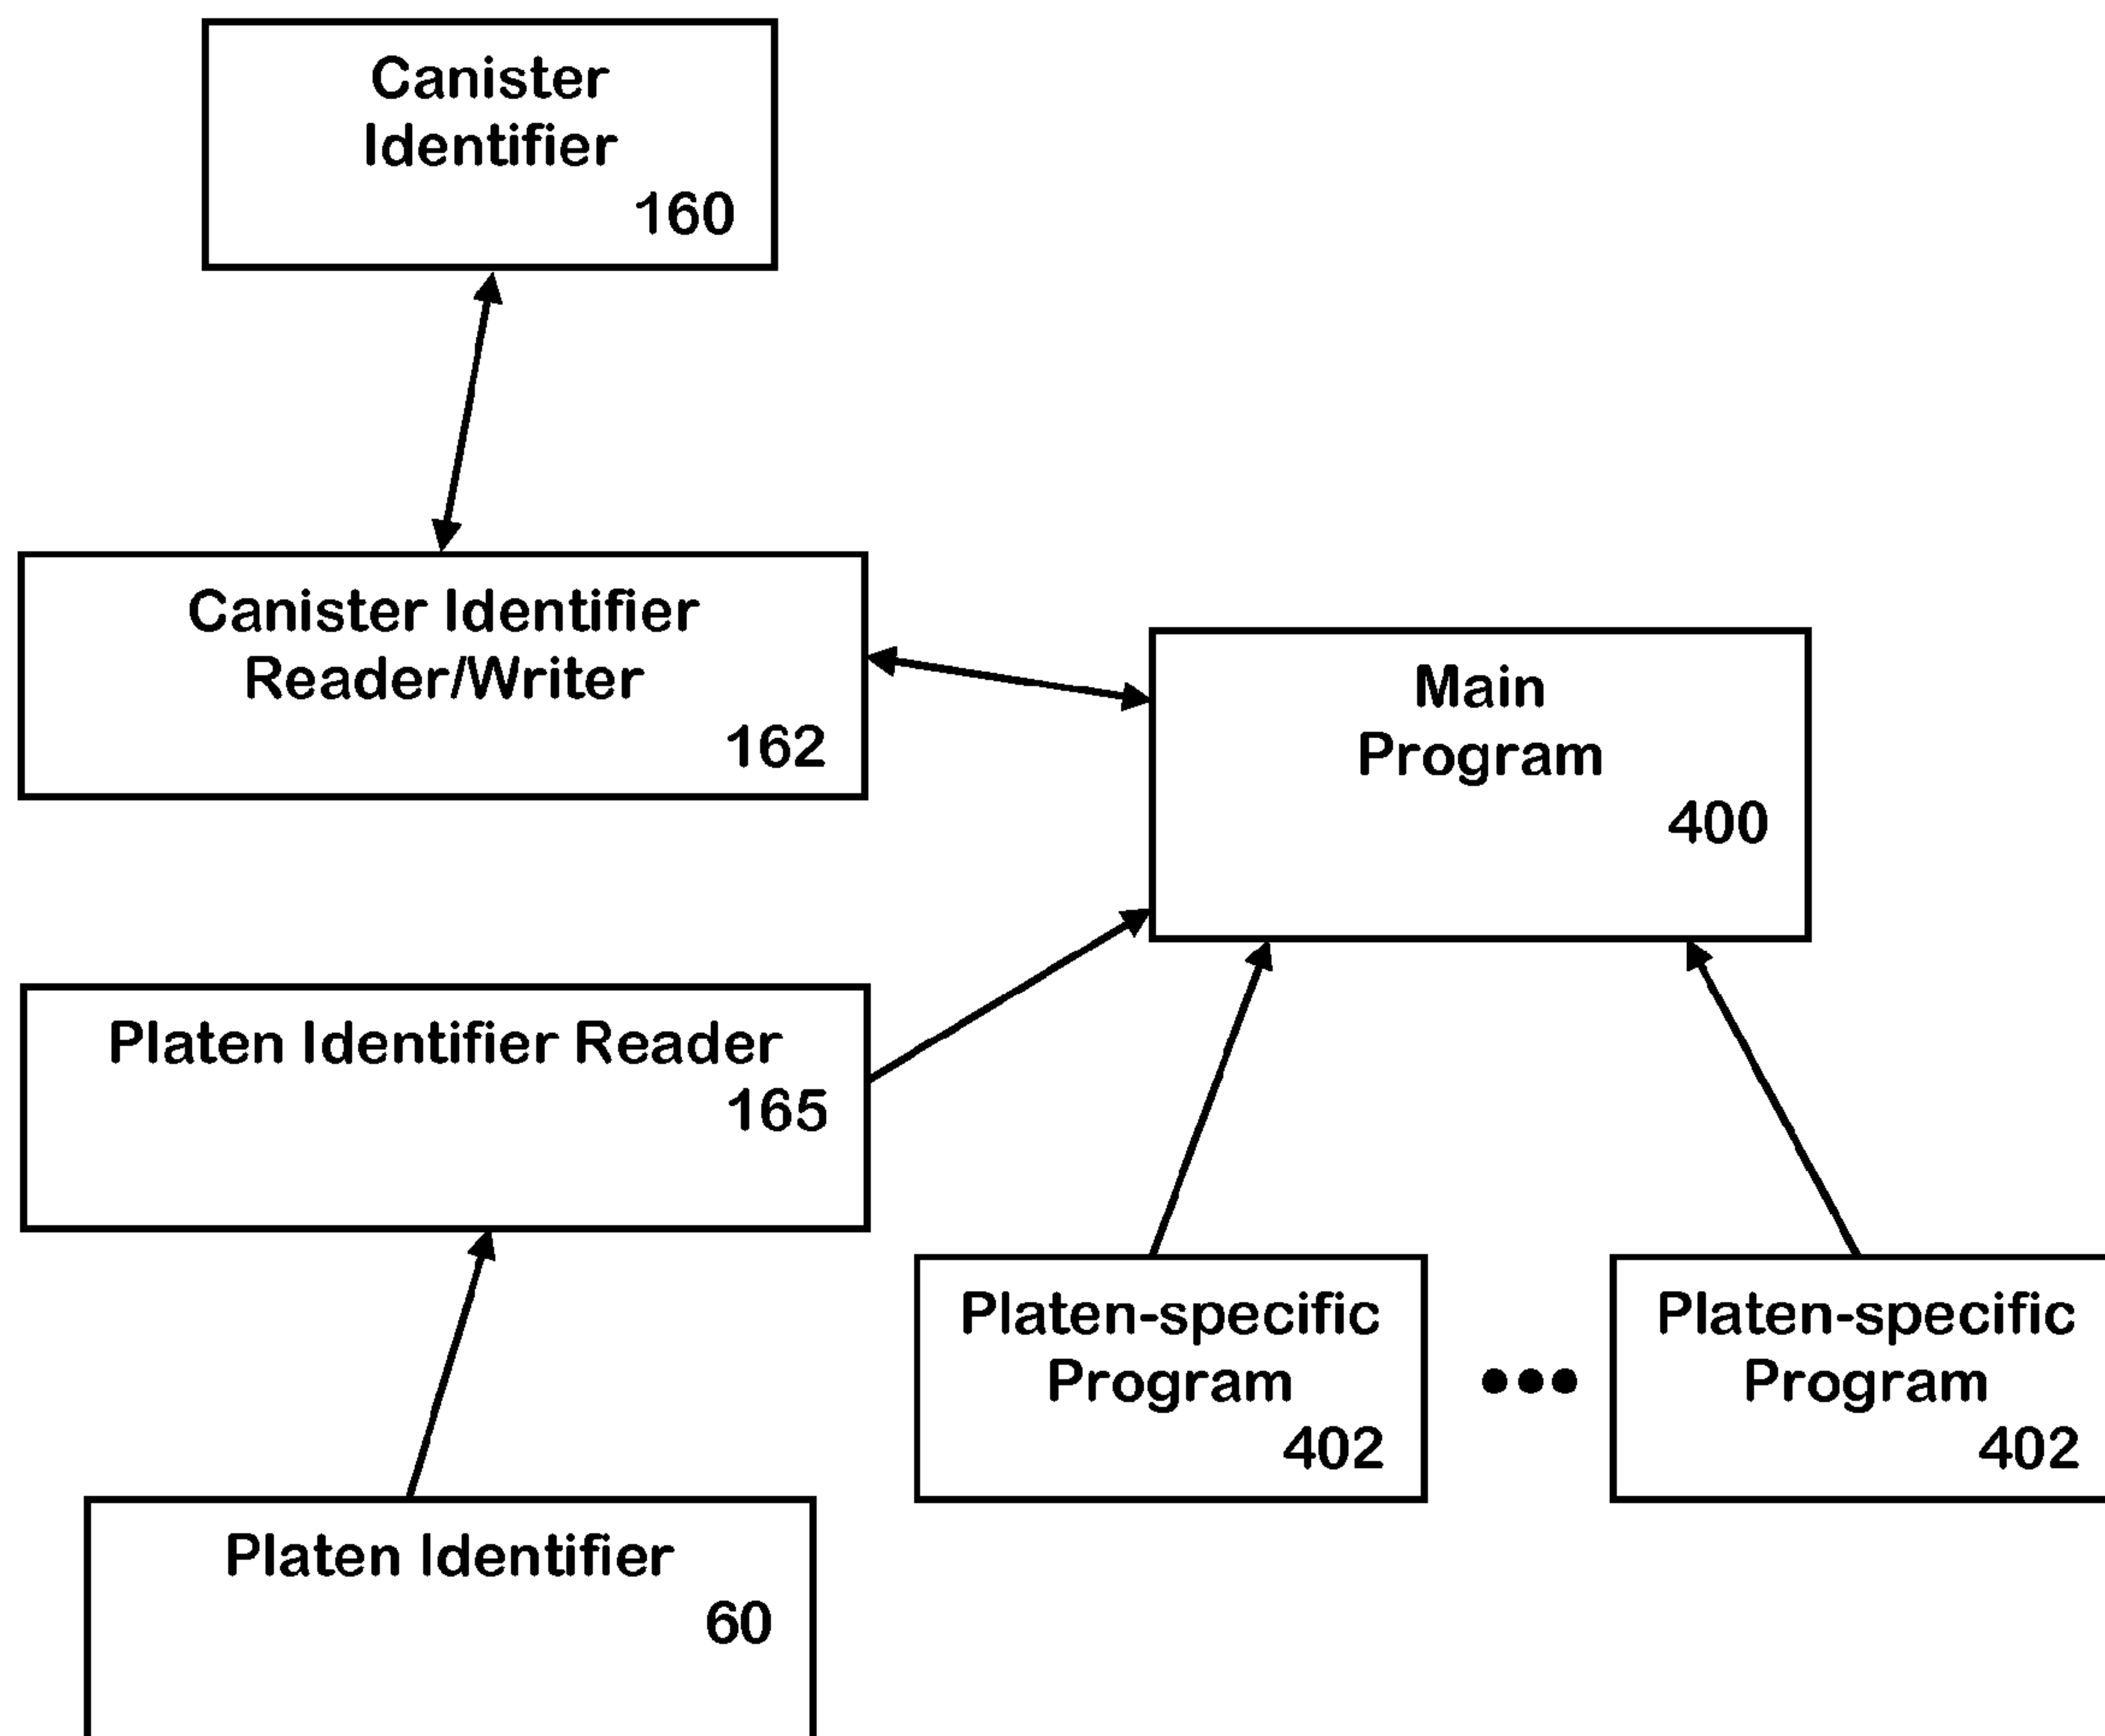 Canister
Identifier
160
Canister Identifier
Reader/Writer
162
Main
Program
400
Platen Identifier Reader
165
Platen-specific
Program
402
Platen-specific
Program
402
Platen Identifier
60